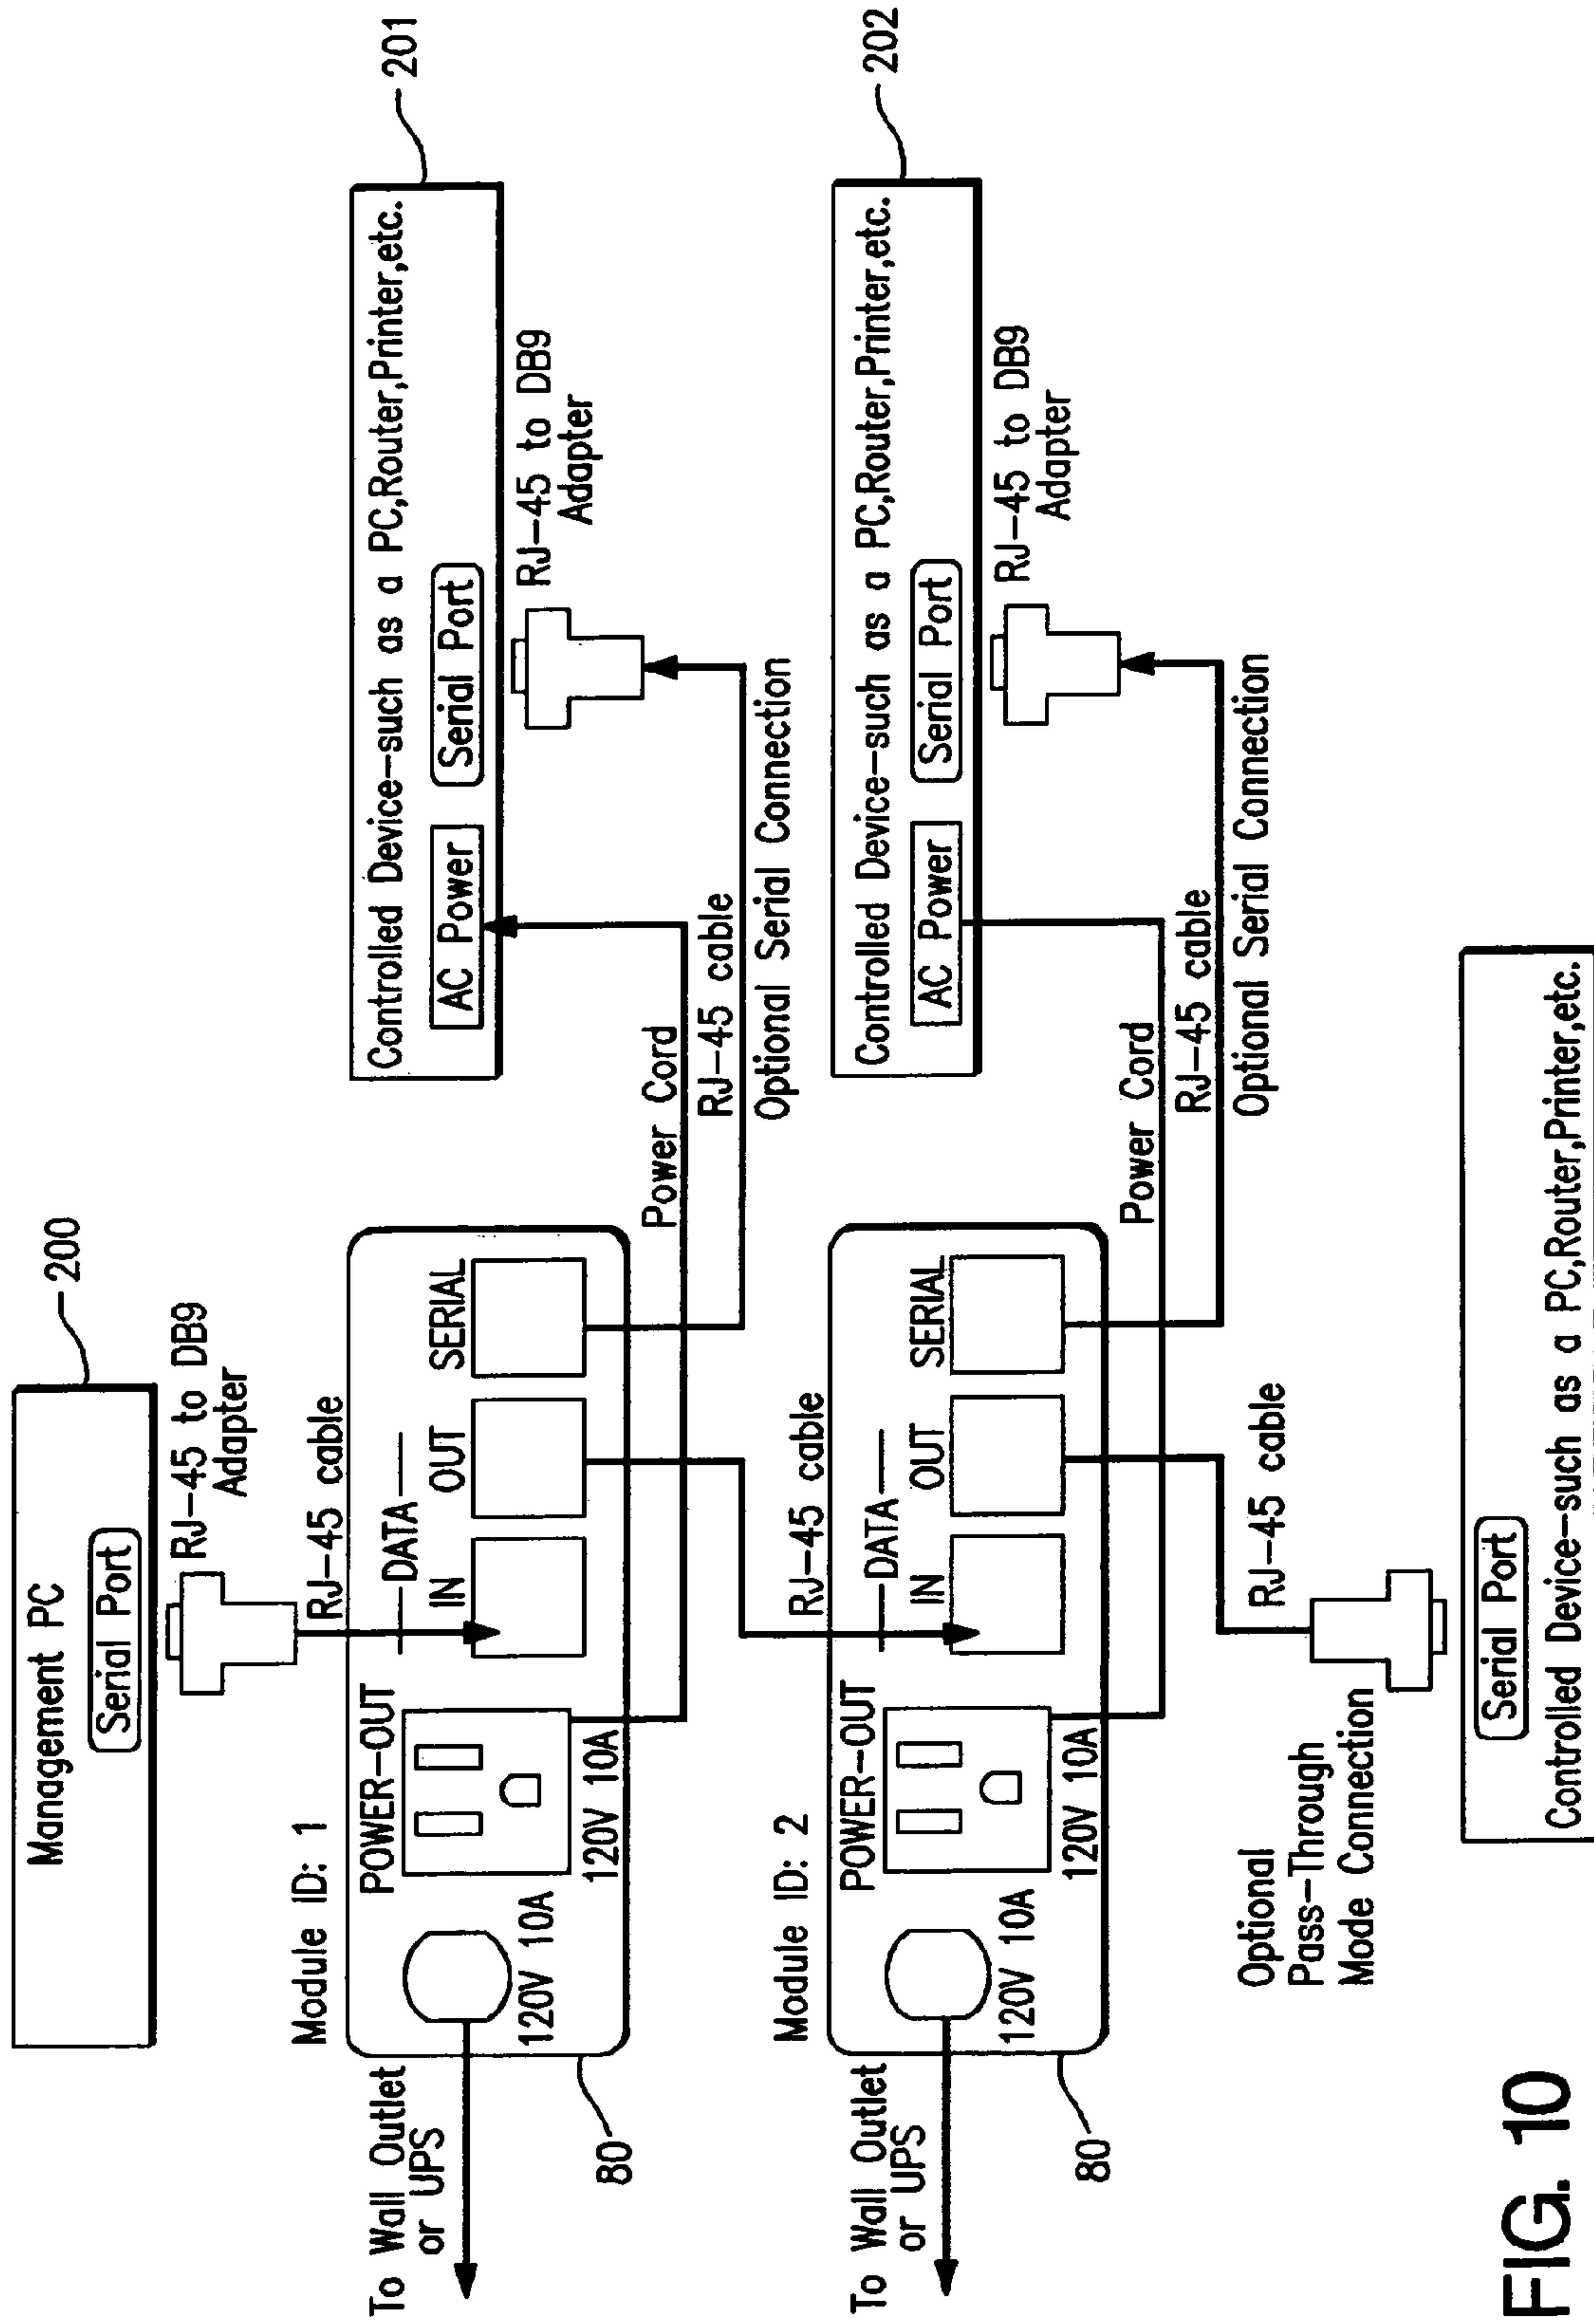 Management PC
Serial Port
200
RJ-45 to DB9
Adapter
RJ-45 cable
Module ID: 1
POWER-OUT
DATA
IN
OUT
SERIAL
120V 10A
120V 10A
To Wall Outlet
or UPS
80
Power Cord
RJ-45 cable
Optional Serial Connection
201
Controlled Device-such as a PC,Router,Printer,etc.
AC Power
Serial Port
RJ-45 to DB9
Adapter
RJ-45 cable
Module ID: 2
POWER-OUT
DATA
IN
OUT
SERIAL
120V 10A
120V 10A
To Wall Outlet
or UPS
80
Power Cord
RJ-45 cable
Optional Serial Connection
202
Controlled Device-such as a PC,Router,Printer,etc.
AC Power
Serial Port
RJ-45 to DB9
Adapter
RJ-45 cable
Optional
Pass-Through
Mode Connection
Serial Port
Controlled Device-such as a PC,Router,Printer,etc.
FIG. 10